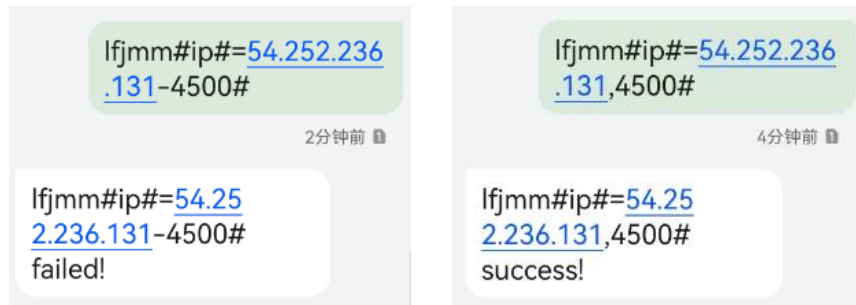 lfjmm#ip#=54.252.236
.131-4500#
2分钟前 1
lfjmm#ip#=54.25
2.236.131-4500#
failed!
lfjmm#ip#=54.252.236
.131,4500#
4分钟前 1
lfjmm#ip#=54.25
2.236.131,4500#
success!